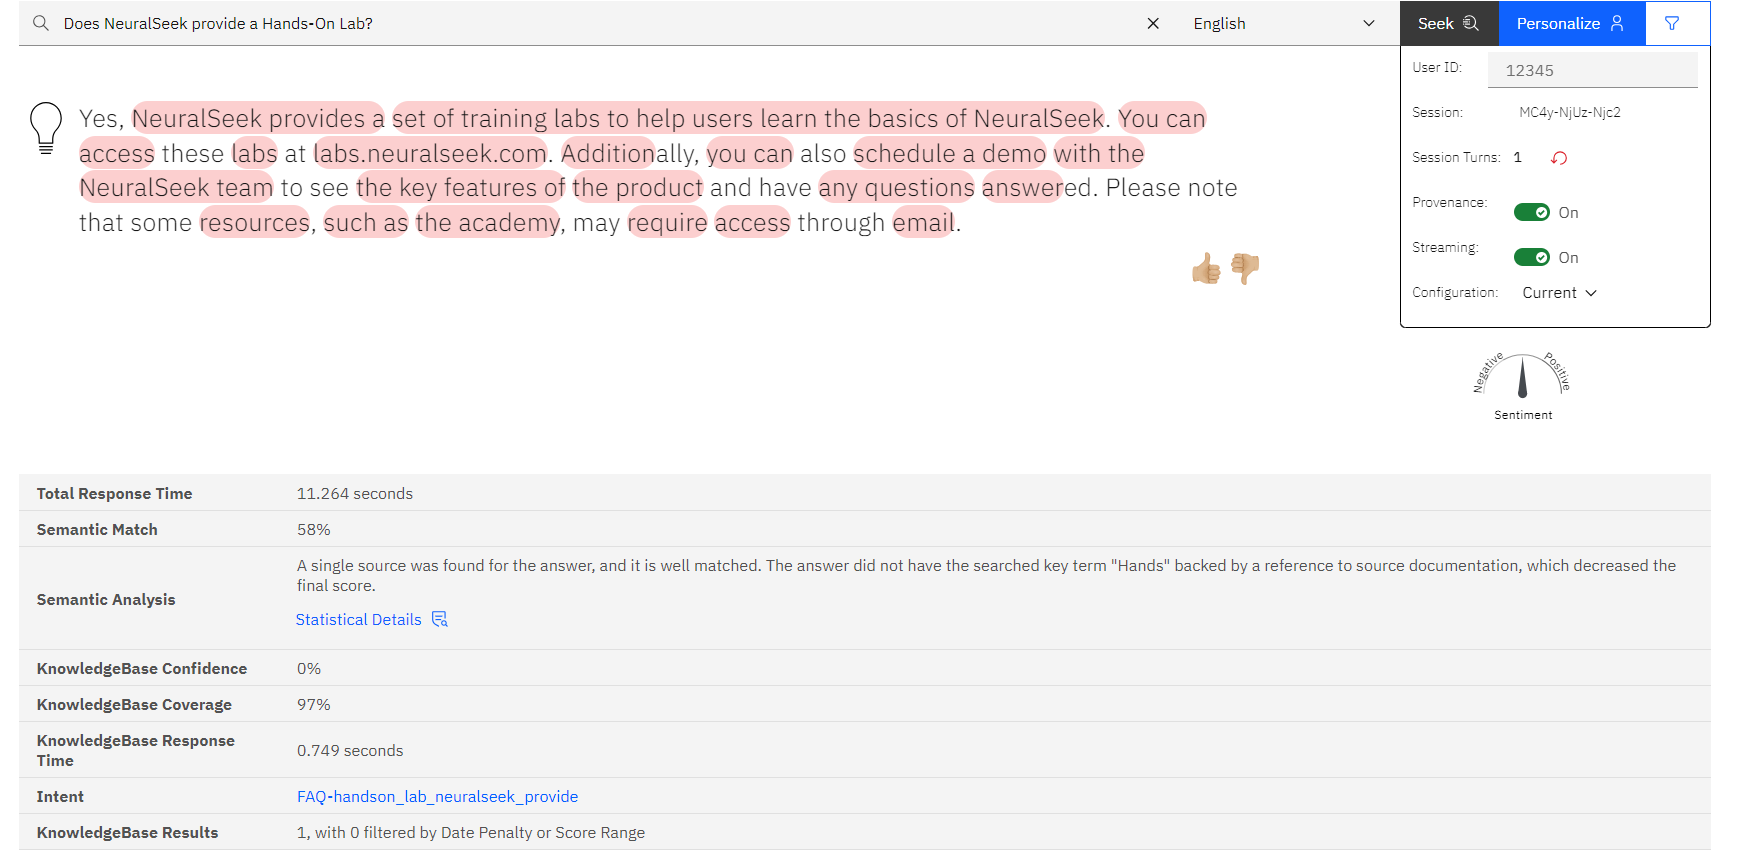 Does NeuralSeek provide a Hands-On Lab?
English
Seek
Personalize
User ID:
12345
Session:
MC4y-NjUz-Njc2
Session Turns: 1
Provenance:
On
Streaming:
On
Configuration:
Current
Yes, NeuralSeek provides a set of training labs to help users learn the basics of NeuralSeek. You can
access these labs at labs.neuralseek.com. Additionally, you can also schedule a demo with the
NeuralSeek team to see the key features of the product and have any questions answered. Please note
that some resources, such as the academy, may require access through email.
Negative
Positive
Sentiment
Total Response Time
11.264 seconds
Semantic Match
58%
Semantic Analysis
A single source was found for the answer, and it is well matched. The answer did not have the searched key term "Hands" backed by a reference to source documentation, which decreased the
final score.
Statistical Details
KnowledgeBase Confidence
0%
KnowledgeBase Coverage
97%
KnowledgeBase Response
Time
0.749 seconds
Intent
FAQ-handson_lab_neuralseek_provide
KnowledgeBase Results
1, with 0 filtered by Date Penalty or Score Range